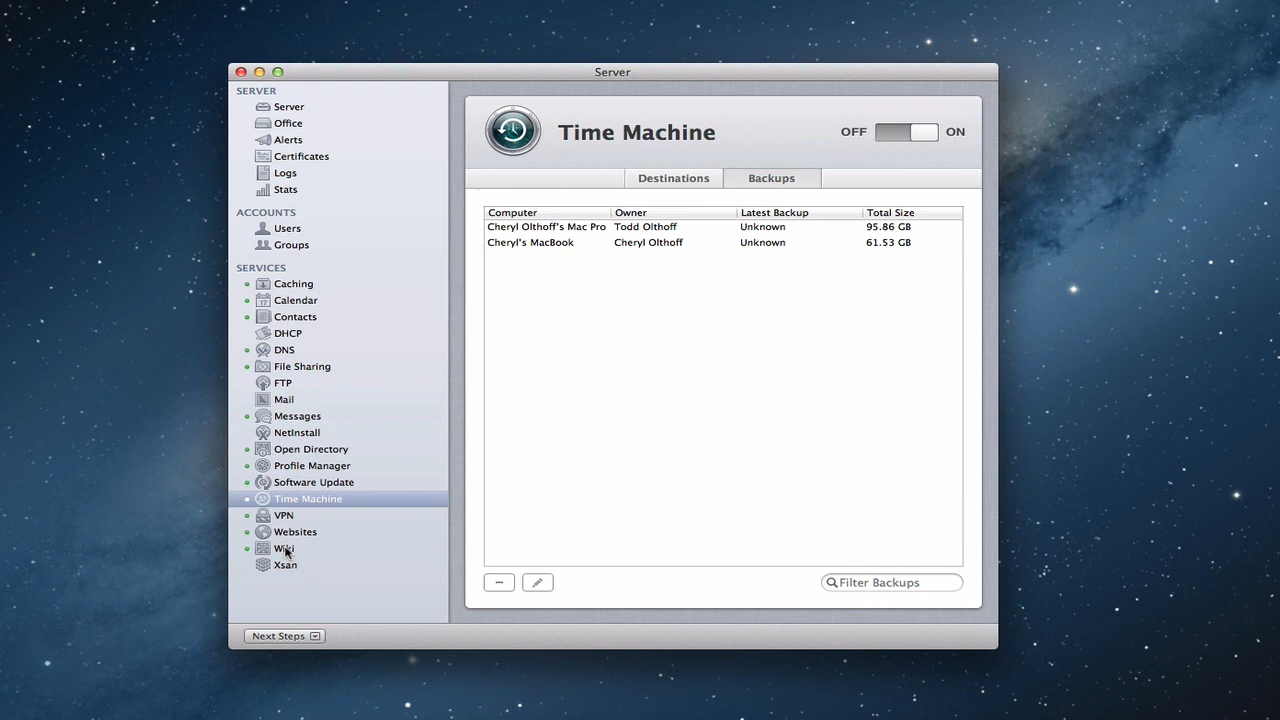 Server
SERVER
Server
Office
Alerts
Certificates
Logs
Stats
ACCOUNTS
Users
Groups
SERVICES
Caching
Calendar
Contacts
DHCP
DNS
File Sharing
FTP
Mail
Messages
NetInstall
Open Directory
Profile Manager
Software Update
Time Machine
VPN
Websites
Wiki
Xsan
Next Steps
Time Machine
OFF ON
Destinations Backups
Computer Owner Latest Backup Total Size
Cheryl Olthoff's Mac Pro Todd Olthoff Unknown 95.86 GB
Cheryl's MacBook Cheryl Olthoff Unknown 61.53 GB
Filter Backups